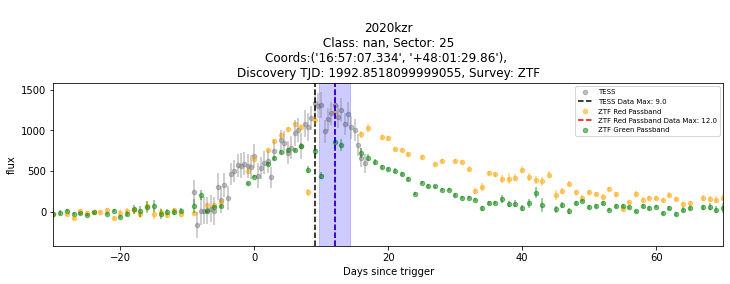 2020kzr
Class: nan, Sector: 25
Coords:('16:57:07.334', '+48:01:29.86'),
Discovery TJD: 1992.8518099999055, Survey: ZTF
1500
1000
500
0
flux
TESS
TESS Data Max: 9.0
ZTF Red Passband
ZTF Red Passband Data Max: 12.0
ZTF Green Passband
−20
0
20
40
60
Days since trigger